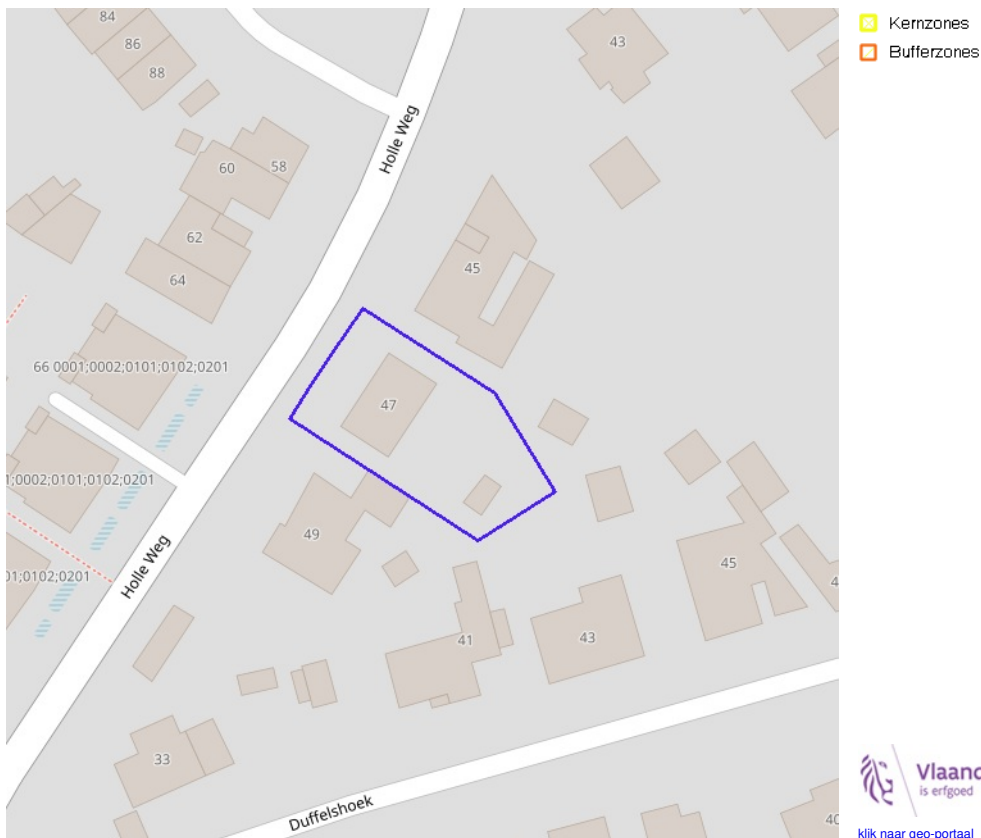 Kernzones
Bufferzones
84
86
88
43
Holle Weg
60
58
62
64
45
66 0001;0002;0101;0102;0201
47
1;0002;0101;0102;0201
49
Holle Weg
01;0102;0201
45
4
41
43
33
Duffelshoek
40
Vlaand
is erfgoed
klik naar geo-portaal